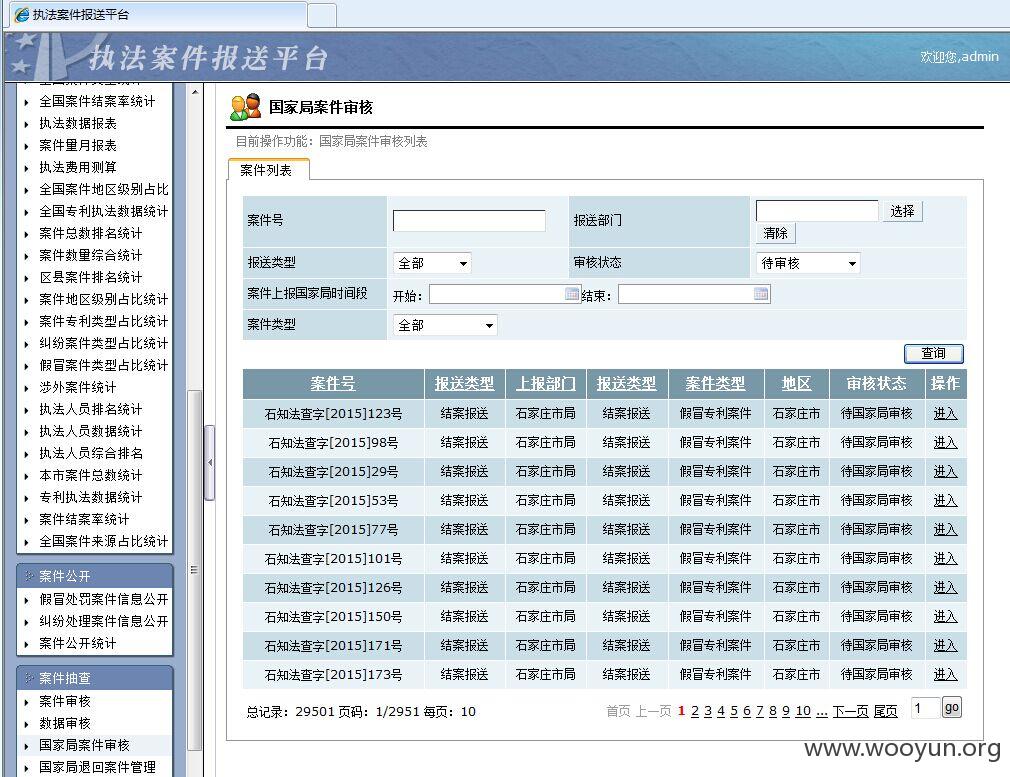 执法案件报送平台
执法案件报送平台
欢迎您,admin
全国案件结案率统计
执法数据报表
案件量月报表
执法费用测算
全国案件地区级别占比
全国专利执法数据统计
案件总数排名统计
案件数量综合统计
区县案件排名统计
案件地区级别占比统计
案件专利类型占比统计
纠纷案件类型占比统计
假冒案件类型占比统计
涉外案件统计
执法人员排名统计
执法人员数据统计
执法人员综合排名
本市案件总数统计
专利执法数据统计
案件结案率统计
全国案件来源占比统计
案件公开
假冒处罚案件信息公开
纠纷处理案件信息公开
案件公开统计
案件抽查
案件审核
数据审核
国家局案件审核
国家局退回案件管理
国家局案件审核
目前操作功能：国家局案件审核列表
案件列表
案件号 报送部门 选择
清除
报送类型 全部 审核状态 待审核
案件上报国家局时间段 开始： 结束：
案件类型 全部
查询
案件号 报送类型 上报部门 报送类型 案件类型 地区 审核状态 操作
石知法查字[2015]123号 结案报送 石家庄市局 结案报送 假冒专利案件 石家庄市 待国家局审核 进入
石知法查字[2015]98号 结案报送 石家庄市局 结案报送 假冒专利案件 石家庄市 待国家局审核 进入
石知法查字[2015]29号 结案报送 石家庄市局 结案报送 假冒专利案件 石家庄市 待国家局审核 进入
石知法查字[2015]53号 结案报送 石家庄市局 结案报送 假冒专利案件 石家庄市 待国家局审核 进入
石知法查字[2015]77号 结案报送 石家庄市局 结案报送 假冒专利案件 石家庄市 待国家局审核 进入
石知法查字[2015]101号 结案报送 石家庄市局 结案报送 假冒专利案件 石家庄市 待国家局审核 进入
石知法查字[2015]126号 结案报送 石家庄市局 结案报送 假冒专利案件 石家庄市 待国家局审核 进入
石知法查字[2015]150号 结案报送 石家庄市局 结案报送 假冒专利案件 石家庄市 待国家局审核 进入
石知法查字[2015]171号 结案报送 石家庄市局 结案报送 假冒专利案件 石家庄市 待国家局审核 进入
石知法查字[2015]173号 结案报送 石家庄市局 结案报送 假冒专利案件 石家庄市 待国家局审核 进入
总记录：29501 页码：1/2951 每页：10 首页 上一页 1 2 3 4 5 6 7 8 9 10 ... 下一页 尾页 1 go
www.wooyun.org